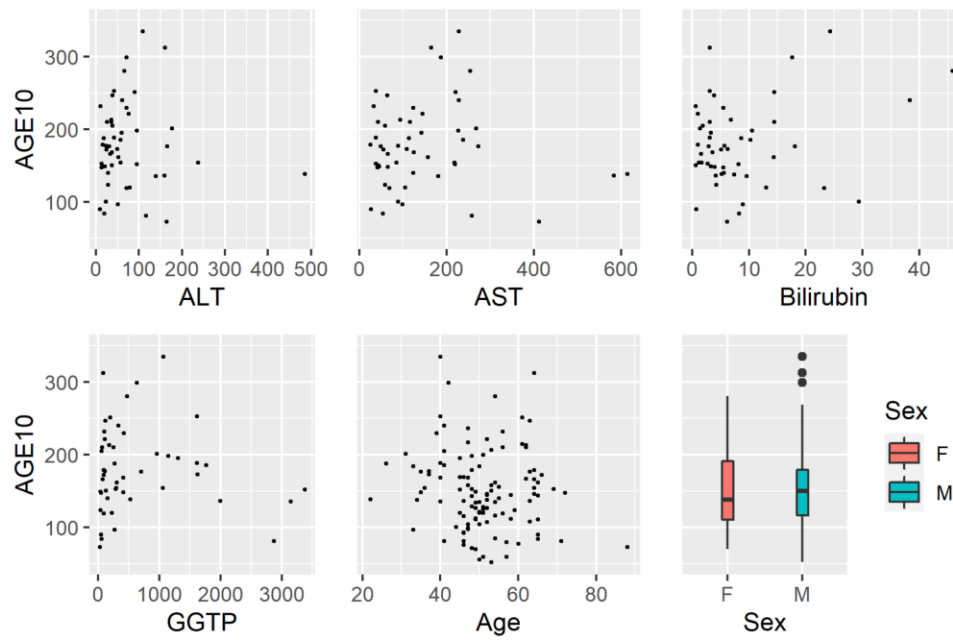 AGE10
300
200
100
0 100 200 300 400 500
ALT
0 200 400 600
AST
0 10 20 30 40
Bilirubin
AGE10
300
200
100
0 1000 2000 3000
GGTP
20 40 60 80
Age
F M
Sex
Sex
F
M